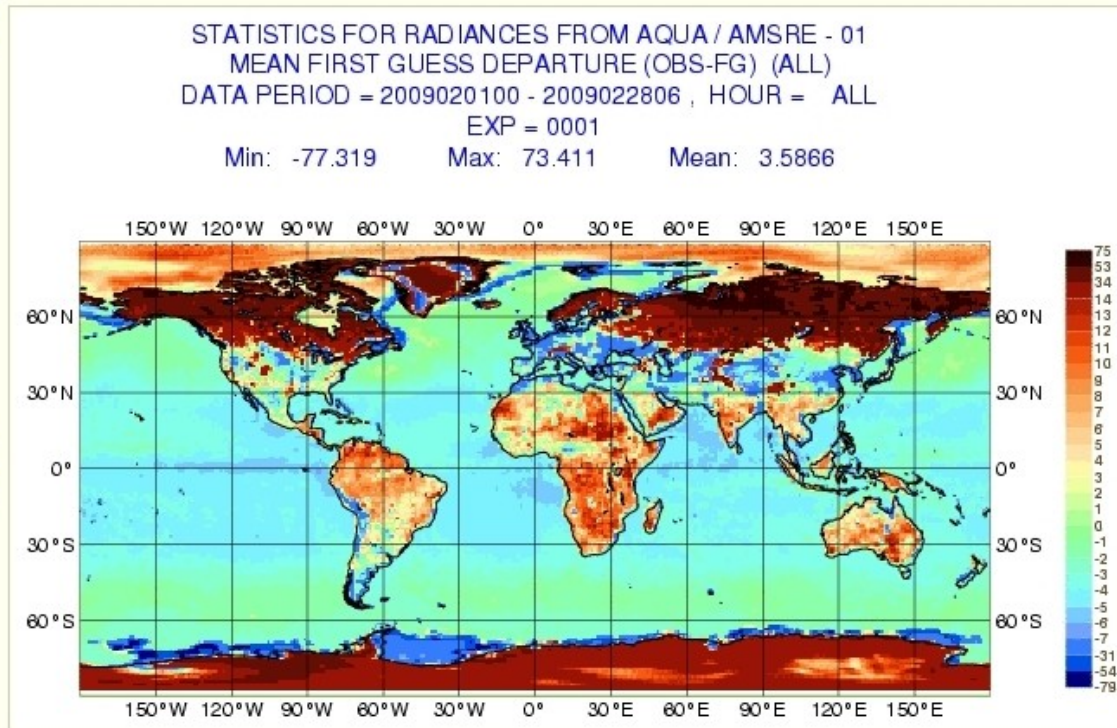 STATISTICS FOR RADIANCES FROM AQUA / AMSRE - 01
MEAN FIRST GUESS DEPARTURE (OBS-FG) (ALL)
DATA PERIOD = 2009020100 - 2009022806 , HOUR = ALL
EXP = 0001
Min: -77.319 Max: 73.411 Mean: 3.5866
150°W 120°W 90°W 60°W 30°W 0° 30°E 60°E 90°E 120°E 150°E
60°N 60°N
30°N 30°N
0° 0°
30°S 30°S
60°S 60°S
150°W 120°W 90°W 60°W 30°W 0° 30°E 60°E 90°E 120°E 150°E
75
53
34
14
13
12
11
10
9
8
7
6
5
4
3
2
1
-1
-2
-3
-4
-5
-6
-7
-31
-54
-79